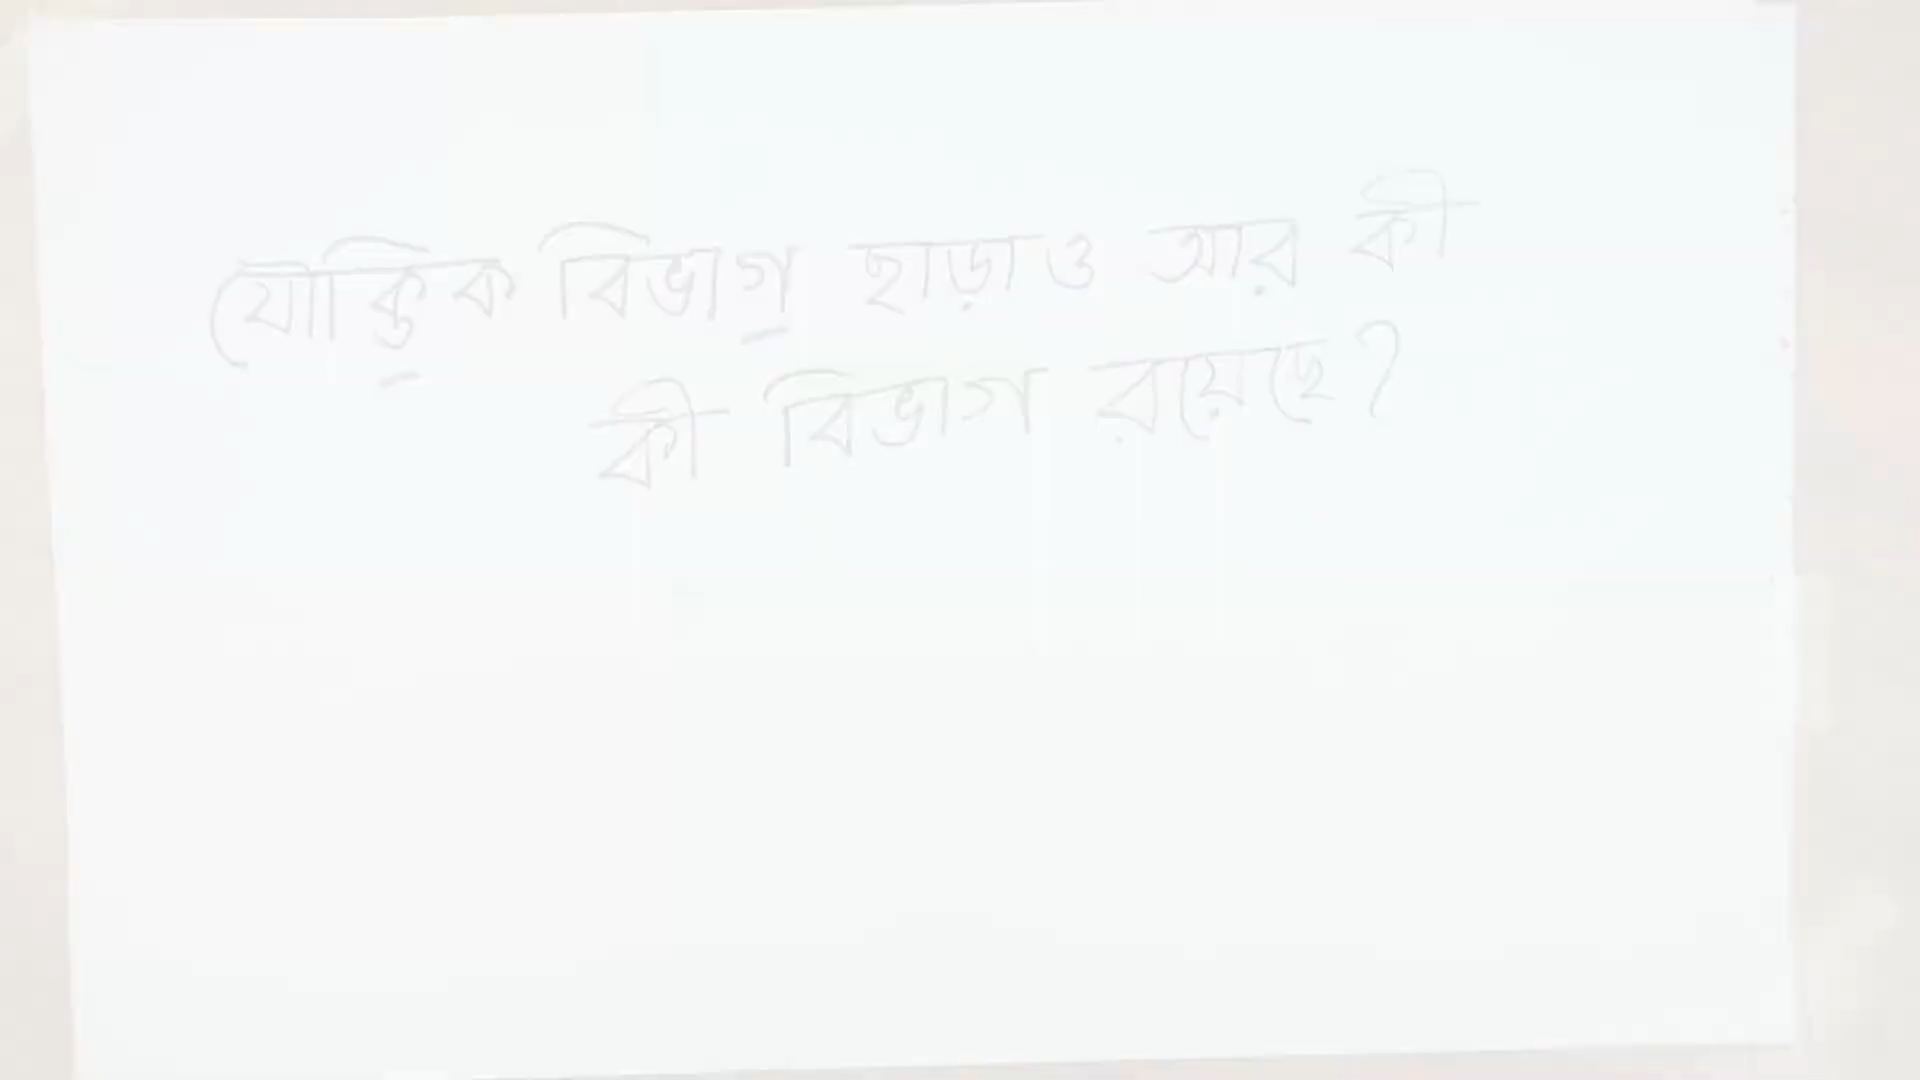 যৌক্তিক বিভাগ ছাড়াও আর কী
কী বিভাগ রয়েছে?